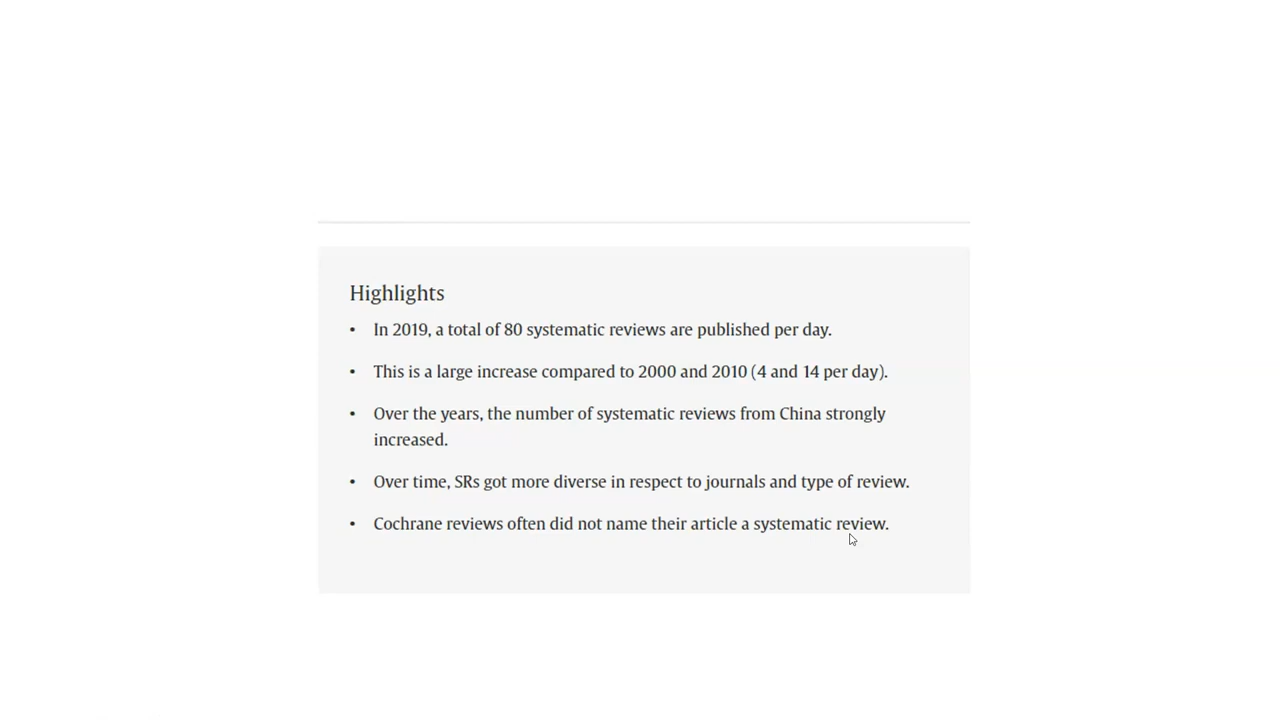 Highlights
• In 2019, a total of 80 systematic reviews are published per day.
• This is a large increase compared to 2000 and 2010 (4 and 14 per day).
• Over the years, the number of systematic reviews from China strongly
increased.
• Over time, SRs got more diverse in respect to journals and type of review.
• Cochrane reviews often did not name their article a systematic review.